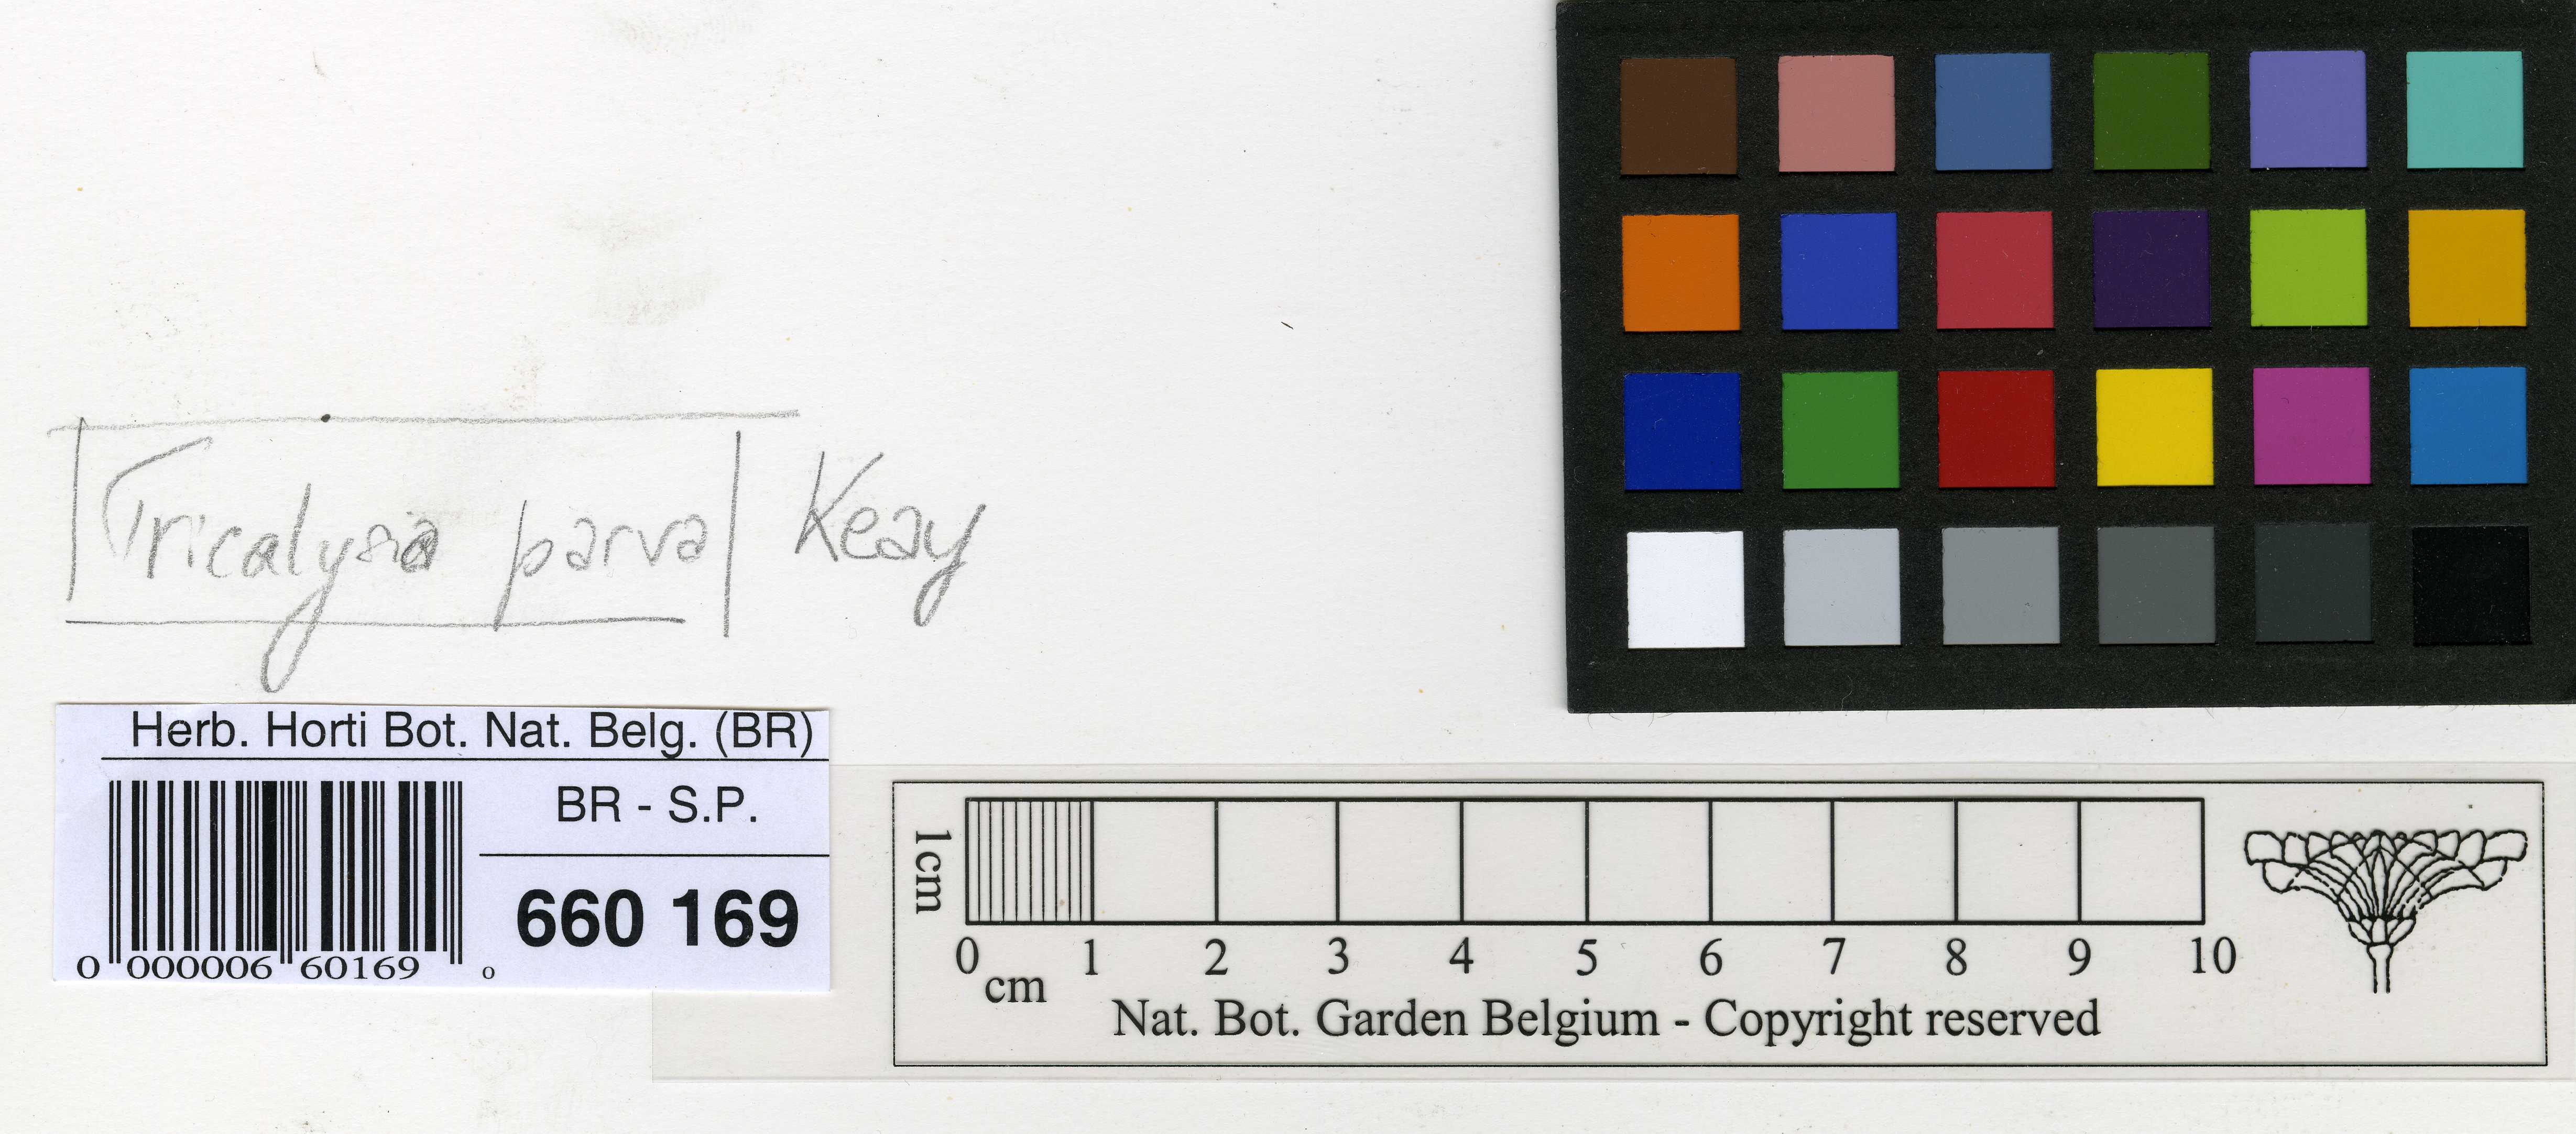 Tricalysia parva Keay
Herb. Horti Bot. Nat. Belg. (BR)
BR - S.P.
660 169
0 000006 60169 0
1cm
0 1 2 3 4 5 6 7 8 9 10
cm
Nat. Bot. Garden Belgium - Copyright reserved